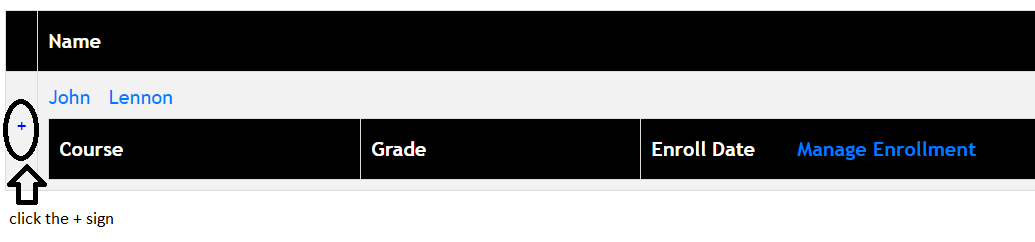 Name
John Lennon
+
Course Grade Enroll Date Manage Enrollment
click the + sign